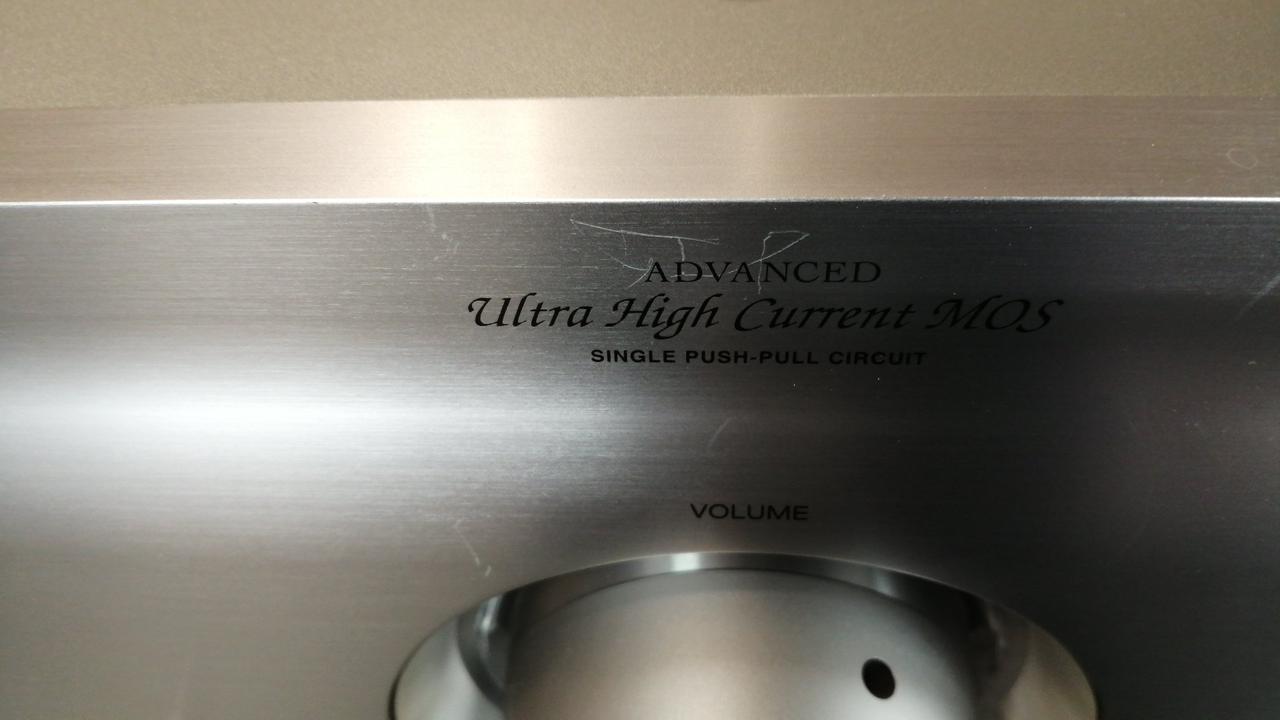 J P
ADVANCED
Ultra High Current MOS
SINGLE PUSH-PULL CIRCUIT
VOLUME